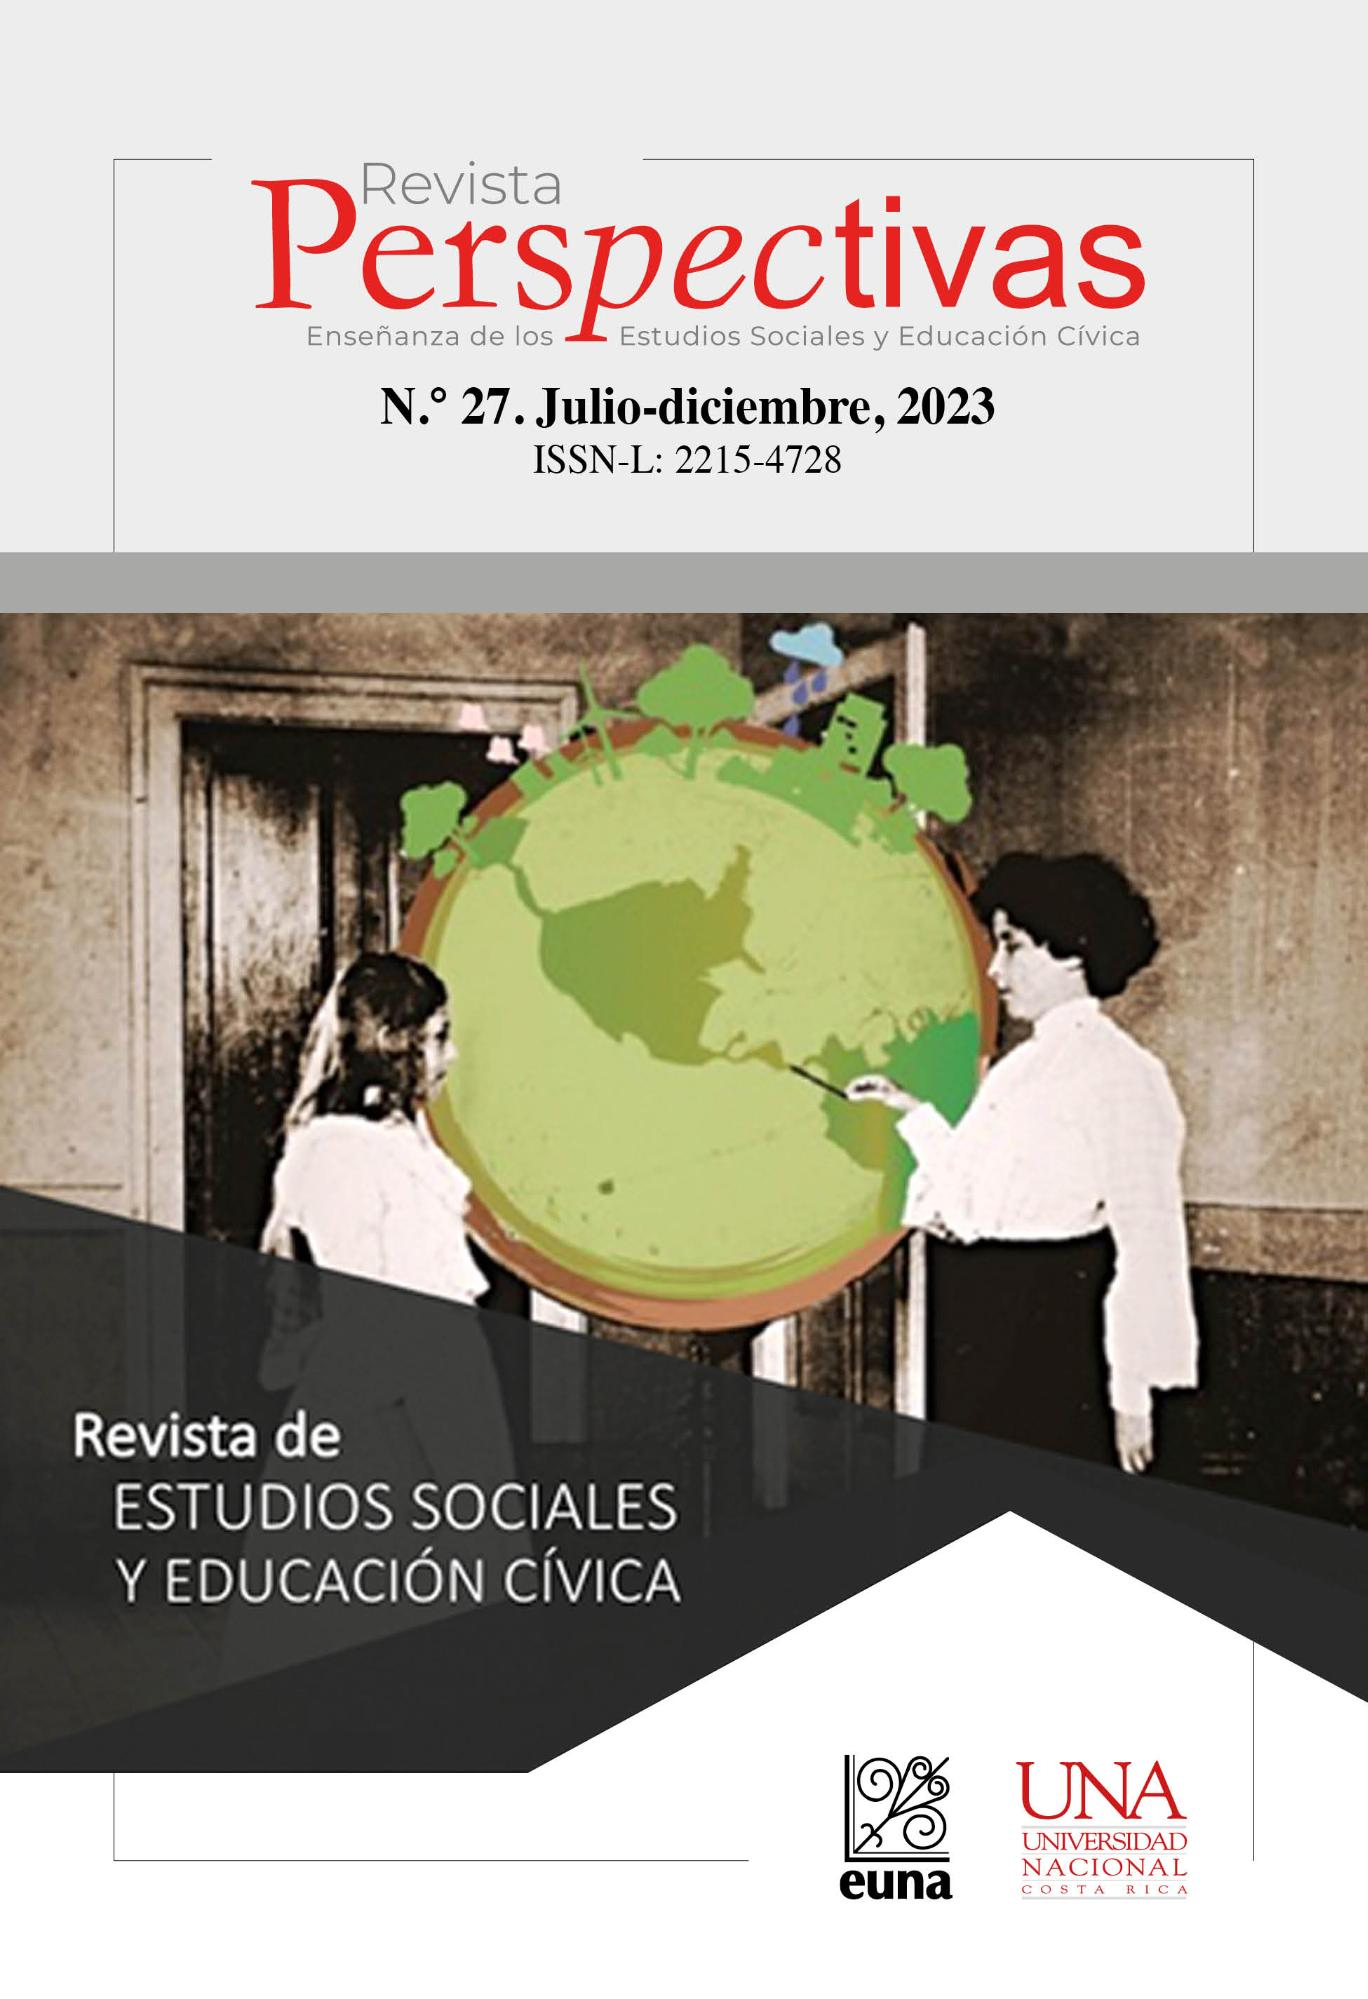 Revista
Perspectivas
Enseñanza de los Estudios Sociales y Educación Cívica
N.° 27. Julio-diciembre, 2023
ISSN-L: 2215-4728
Revista de
ESTUDIOS SOCIALES
Y EDUCACIÓN CÍVICA
euna
UNA
UNIVERSIDAD
NACIONAL
COSTA RICA